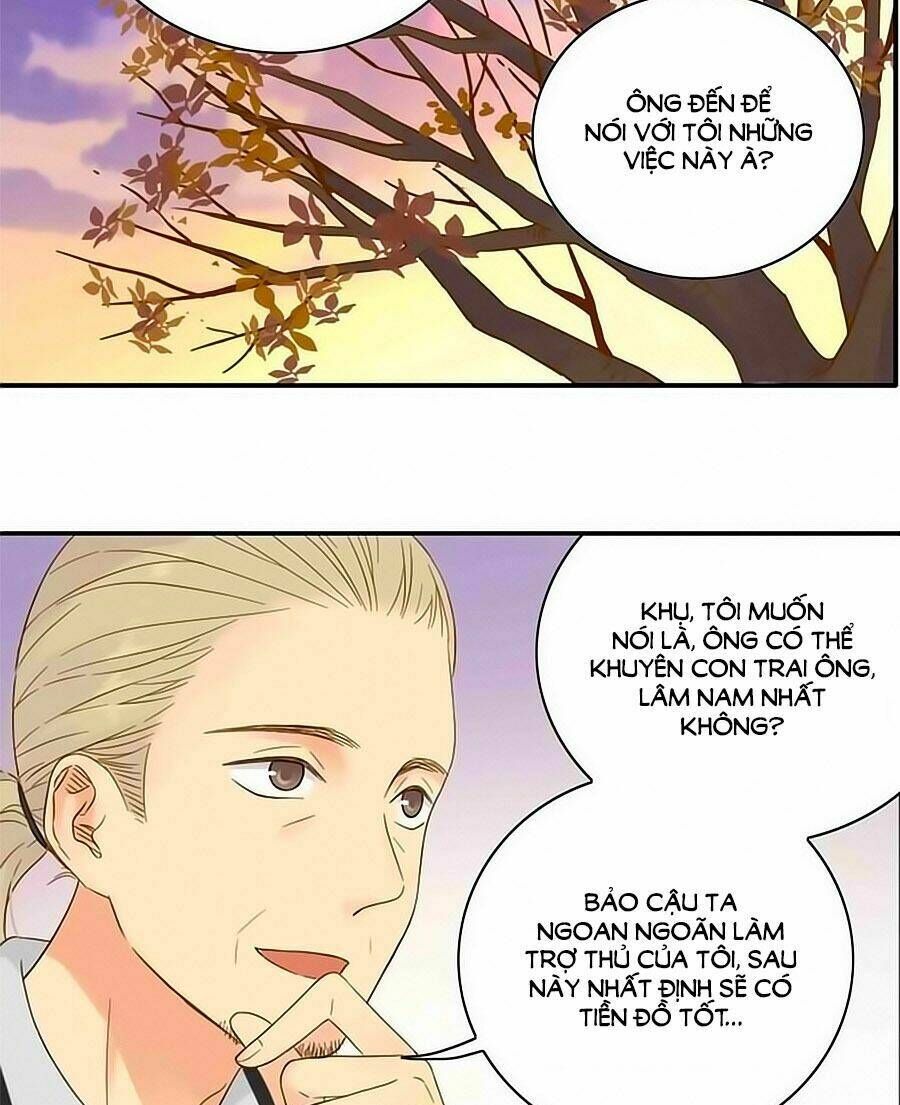 ÔNG ĐẾN ĐỂ
NÓI VỚI TÔI NHỮNG
VIỆC NÀY À?
KHỤ, TÔI MUỐN
NÓI LÀ, ÔNG CÓ THỂ
KHUYÊN CON TRAI ÔNG,
LÂM NAM NHẤT
KHÔNG?
BẢO CẬU TA
NGOAN NGOÃN LÀM
TRỢ THỦ CỦA TÔI, SAU
NÀY NHẤT ĐỊNH SẼ CÓ
TIỀN ĐỒ TỐT...